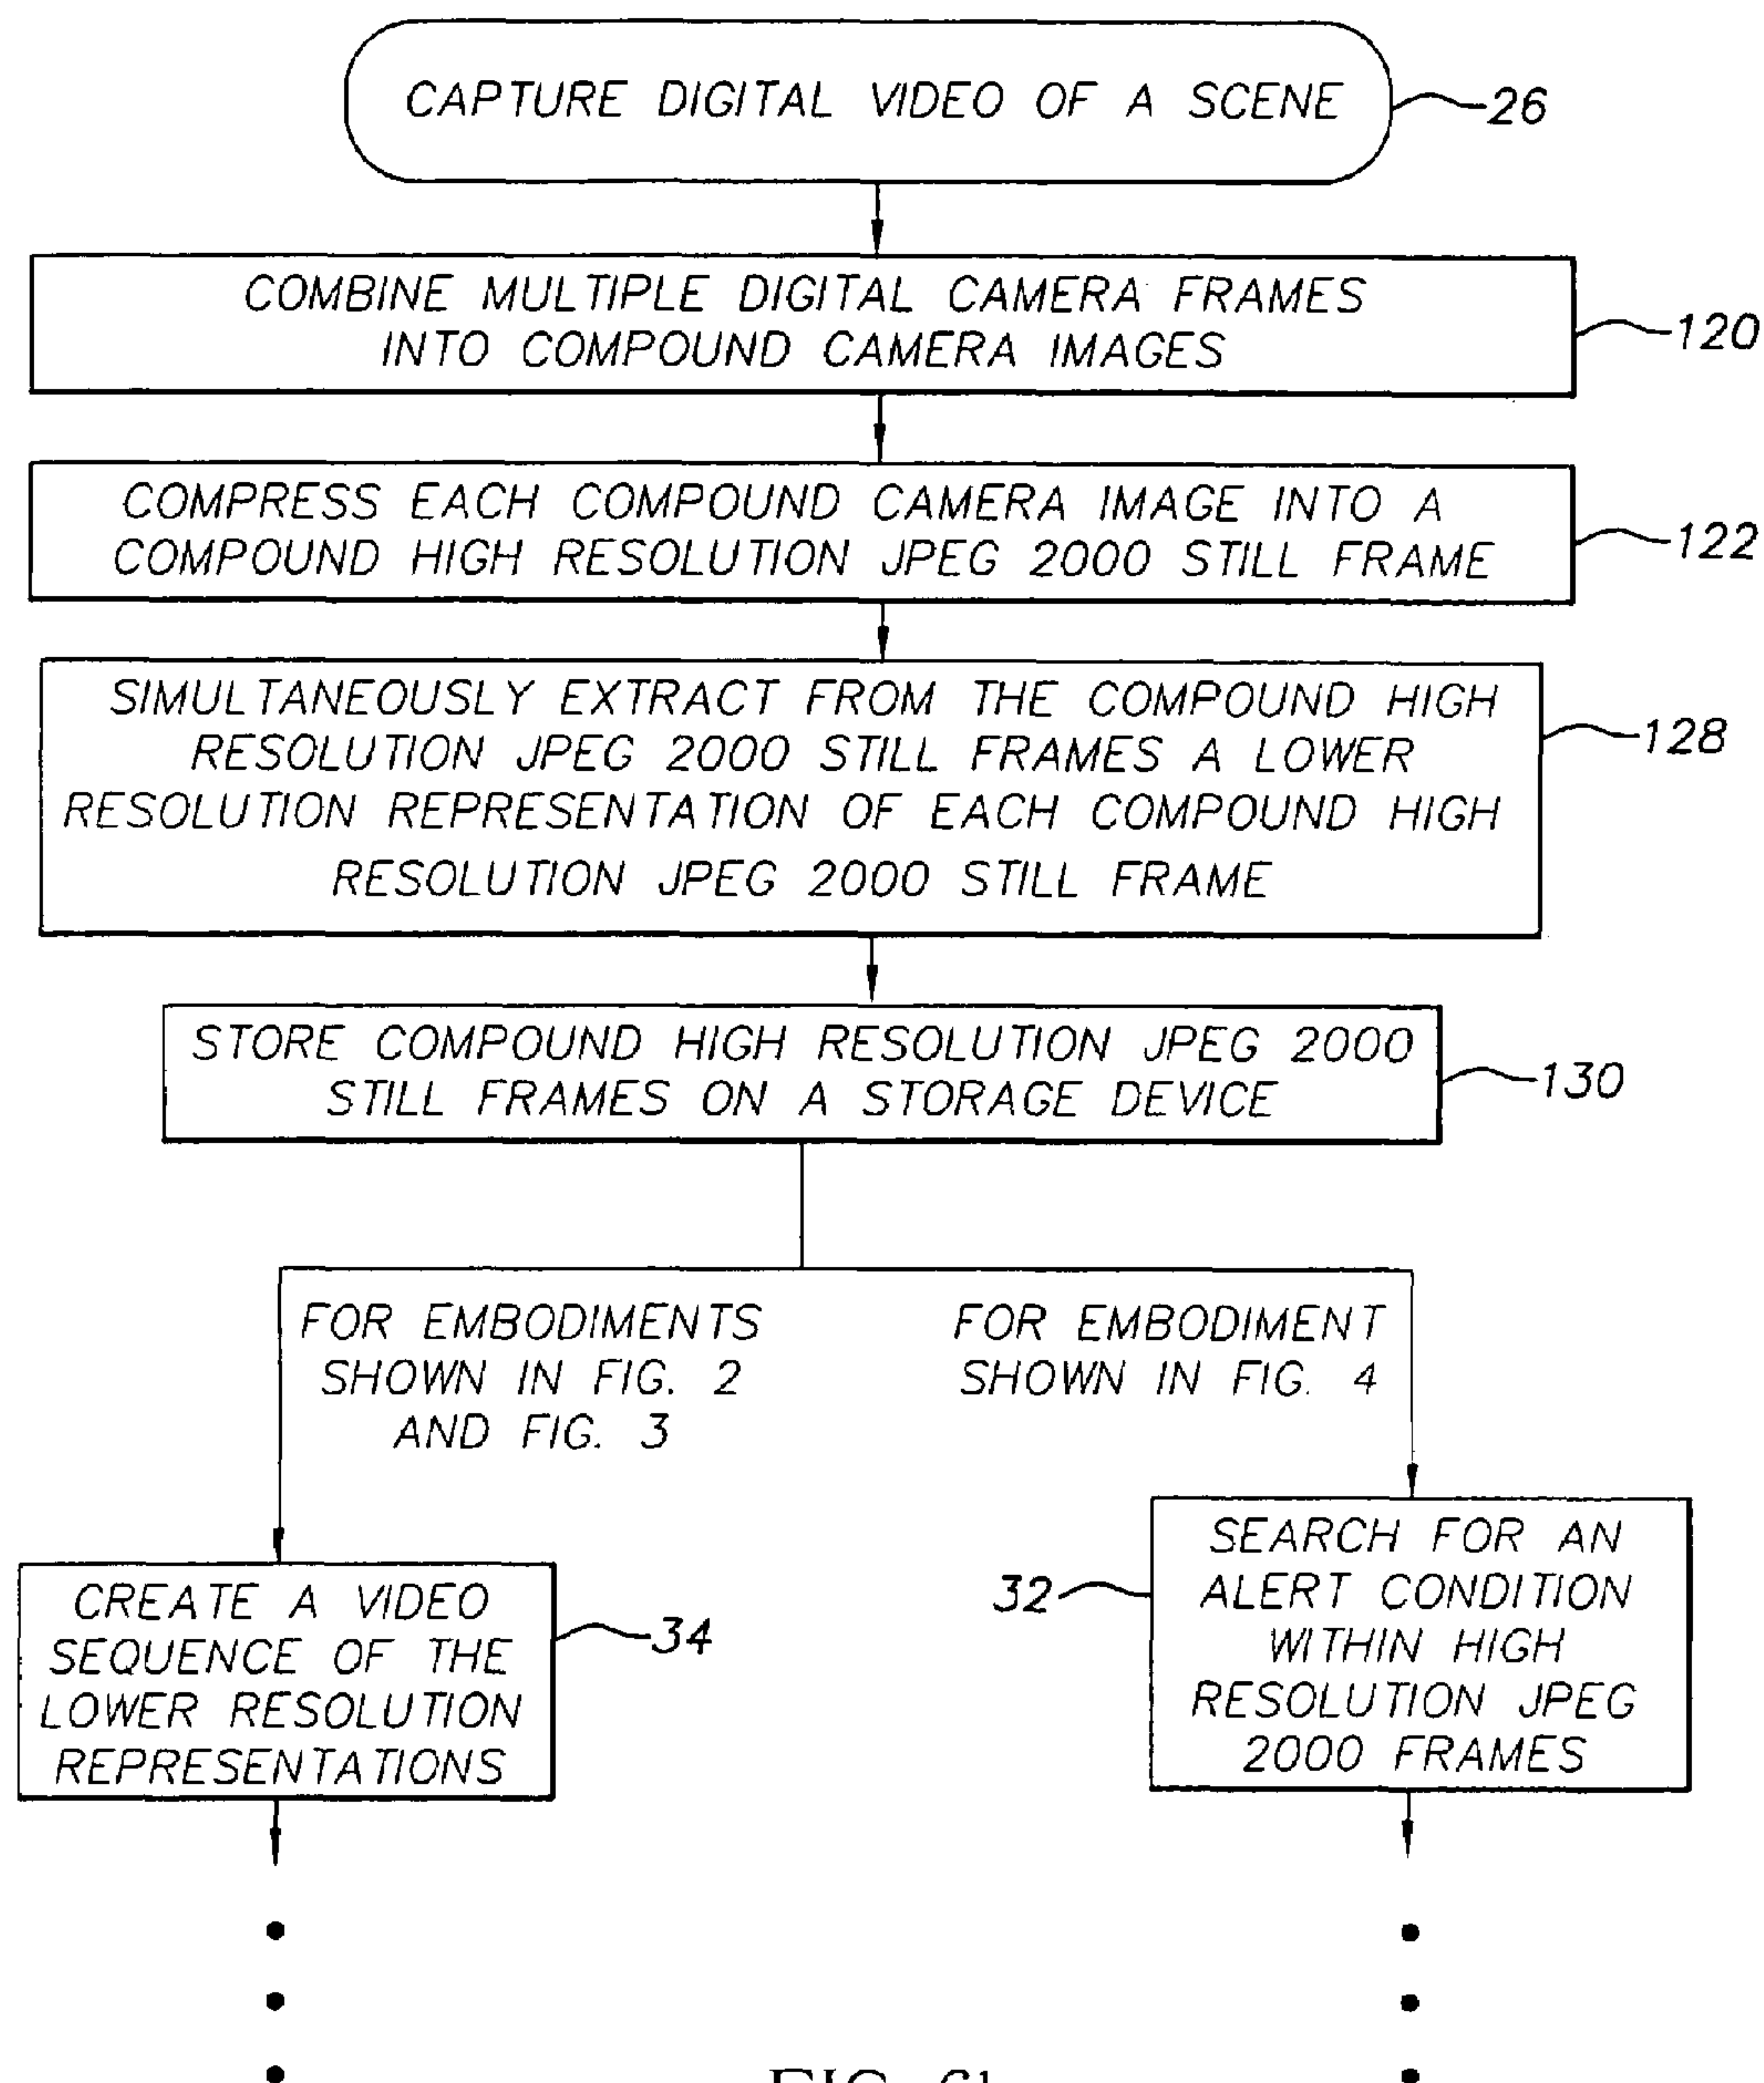 CAPTURE DIGITAL VIDEO OF A SCENE
26
COMBINE MULTIPLE DIGITAL CAMERA FRAMES
INTO COMPOUND CAMERA IMAGES
120
COMPRESS EACH COMPOUND CAMERA IMAGE INTO A
COMPOUND HIGH RESOLUTION JPEG 2000 STILL FRAME
122
SIMULTANEOUSLY EXTRACT FROM THE COMPOUND HIGH
RESOLUTION JPEG 2000 STILL FRAMES A LOWER
RESOLUTION REPRESENTATION OF EACH COMPOUND HIGH
RESOLUTION JPEG 2000 STILL FRAME
128
STORE COMPOUND HIGH RESOLUTION JPEG 2000
STILL FRAMES ON A STORAGE DEVICE
130
FOR EMBODIMENTS
SHOWN IN FIG. 2
AND FIG. 3
FOR EMBODIMENT
SHOWN IN FIG. 4
CREATE A VIDEO
SEQUENCE OF THE
LOWER RESOLUTION
REPRESENTATIONS
34
32
SEARCH FOR AN
ALERT CONDITION
WITHIN HIGH
RESOLUTION JPEG
2000 FRAMES